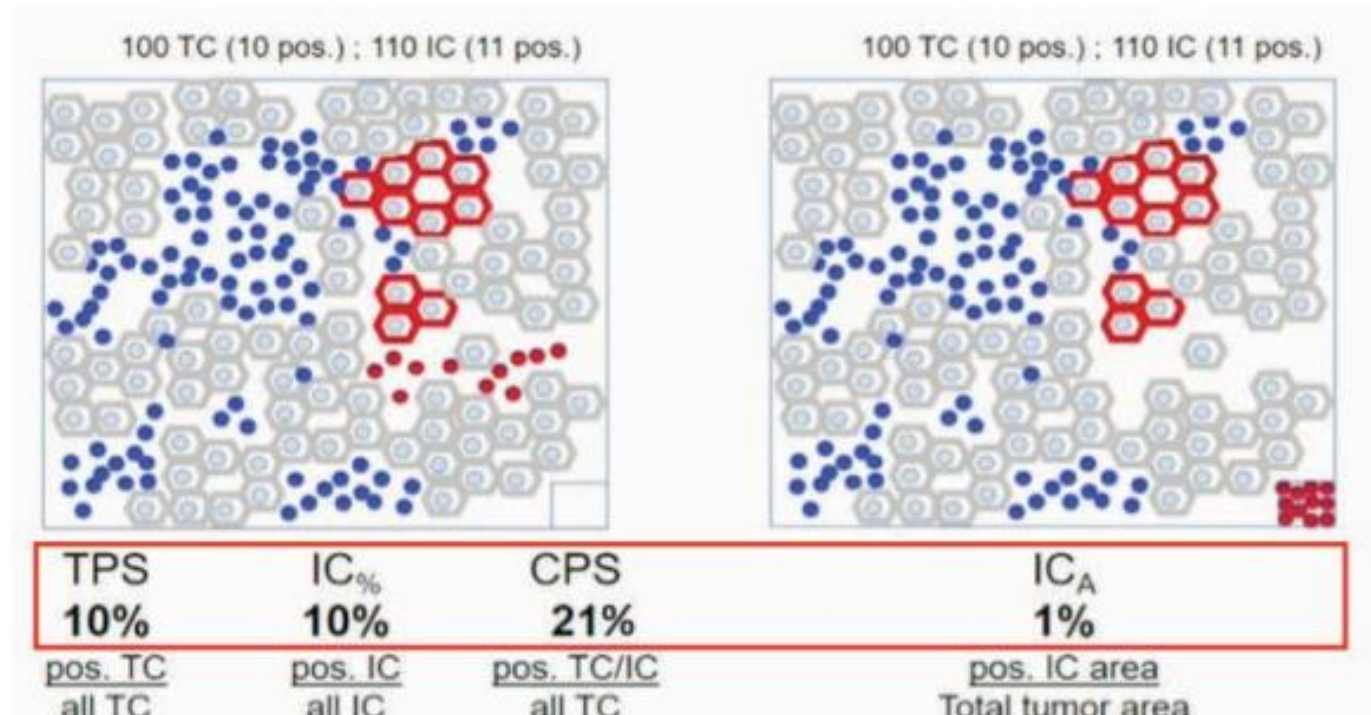 100 TC (10 pos.) ; 110 IC (11 pos.)
100 TC (10 pos.) ; 110 IC (11 pos.)
TPS IC% CPS ICA
10% 10% 21% 1%
pos. TC pos. IC pos. TC/IC pos. IC area
all TC all IC all TC Total tumor area